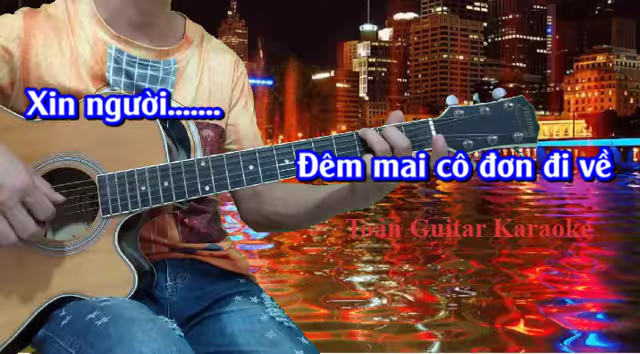 Xin người.......
Đêm mai cô đơn đi về
Toan Guitar Karaoke